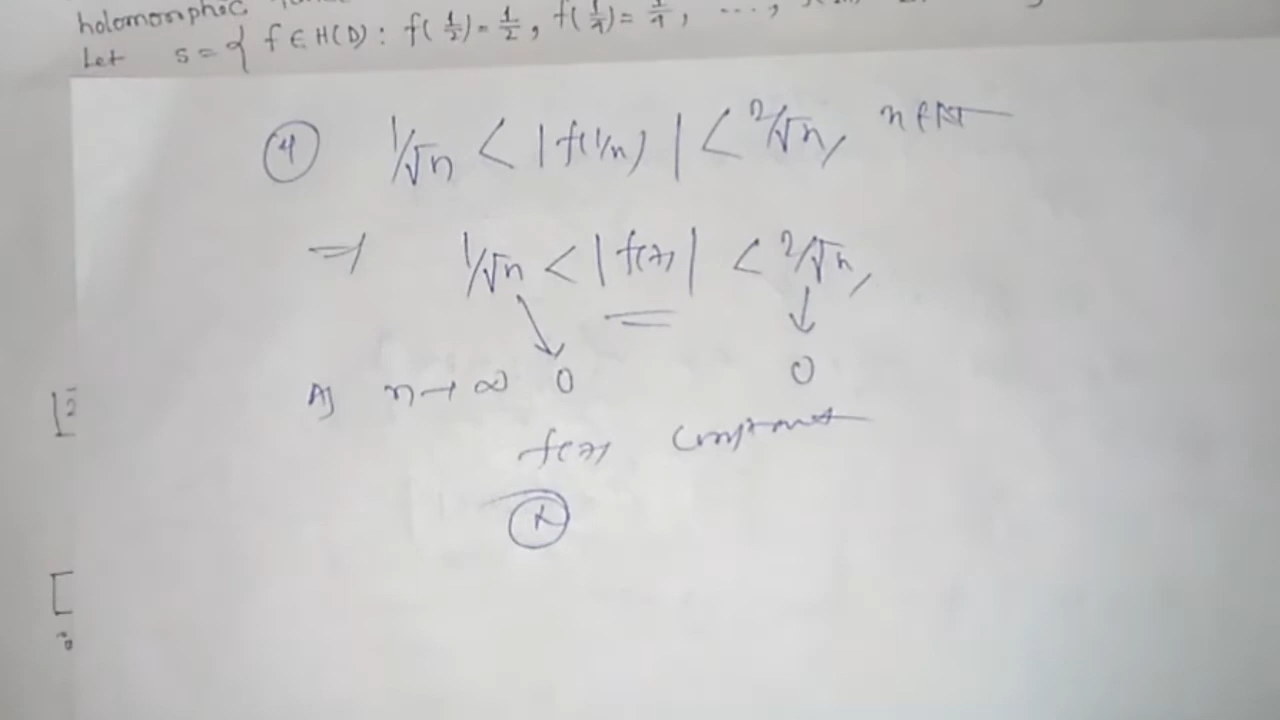 holomorphic
Let S = { f ∈ H(D) : f(1/2) = 1/2, f(1/4) = 1/4, ...,
(4) 1/√n < |f(1/n)| < 2/√n, n ∈ N
⇒ 1/√n < |f(z)| < 2/√n,
As n → ∞ 0 0
f(z) constant